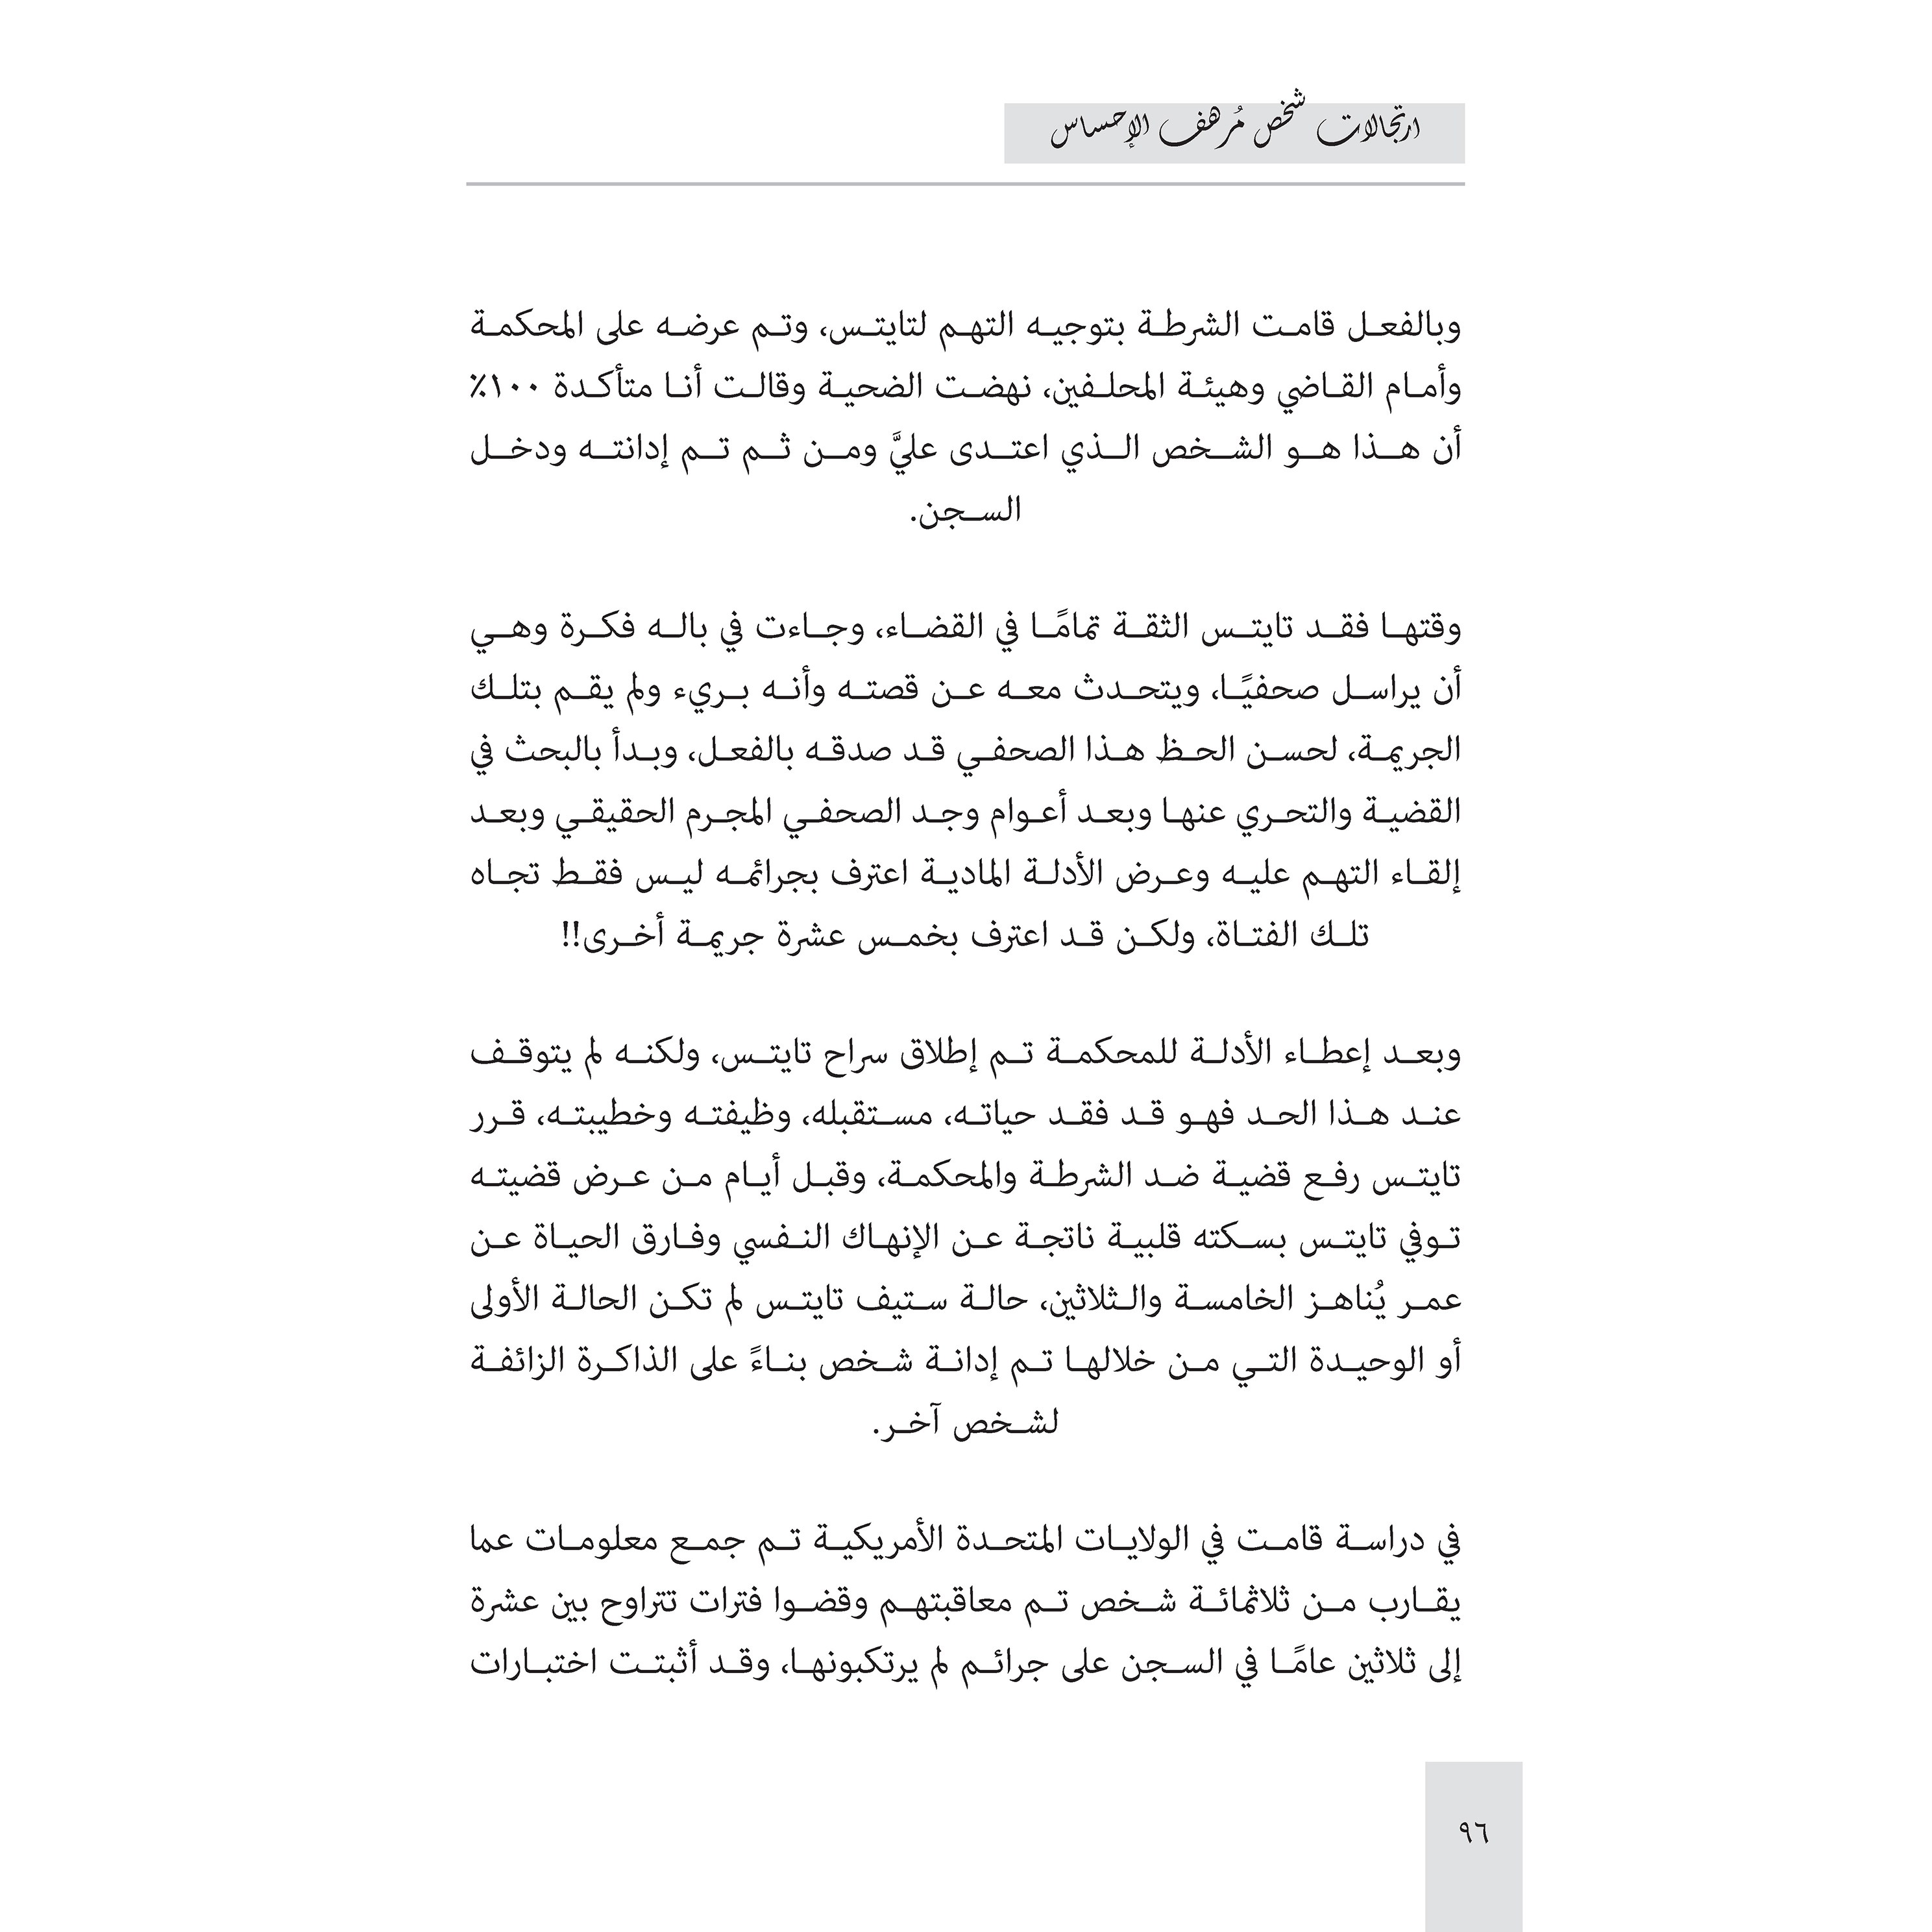 ارتجالات شخص مُرهف الإحساس
وبالفعل قامت الشرطة بتوجيه التهم لتايتس، وتم عرضه على المحكمة
وأمام القاضي وهيئة المحلفين، نهضت الضحية وقالت أنا متأكدة ١٠٠٪
أن هذا هو الشخص الذي اعتدى عليَّ ومن ثم تم إدانته ودخل
السجن.
وقتها فقد تايتس الثقة تمامًا في القضاء، وجاءت في باله فكرة وهي
أن يراسل صحفيًا، ويتحدث معه عن قصته وأنه بريء ولم يقم بتلك
الجريمة، لحسن الحظ هذا الصحفي قد صدقه بالفعل، وبدأ بالبحث في
القضية والتحري عنها وبعد أعوام وجد الصحفي المجرم الحقيقي وبعد
إلقاء التهم عليه وعرض الأدلة المادية اعترف بجرائمه ليس فقط تجاه
تلك الفتاة، ولكن قد اعترف بخمس عشرة جريمة أخرى!!
وبعد إعطاء الأدلة للمحكمة تم إطلاق سراح تايتس، ولكنه لم يتوقف
عند هذا الحد فهو قد فقد حياته، مستقبله، وظيفته وخطيبته، قرر
تايتس رفع قضية ضد الشرطة والمحكمة، وقبل أيام من عرض قضيته
توفي تايتس بسكته قلبية ناتجة عن الإنهاك النفسي وفارق الحياة عن
عمر يُناهز الخامسة والثلاثين، حالة ستيف تايتس لم تكن الحالة الأولى
أو الوحيدة التي من خلالها تم إدانة شخص بناءً على الذاكرة الزائفة
لشخص آخر.
في دراسة قامت في الولايات المتحدة الأمريكية تم جمع معلومات عما
يقارب من ثلاثمائة شخص تم معاقبتهم وقضوا فترات تتراوح بين عشرة
إلى ثلاثين عامًا في السجن على جرائم لم يرتكبونها، وقد أثبتت اختبارات
٩٦